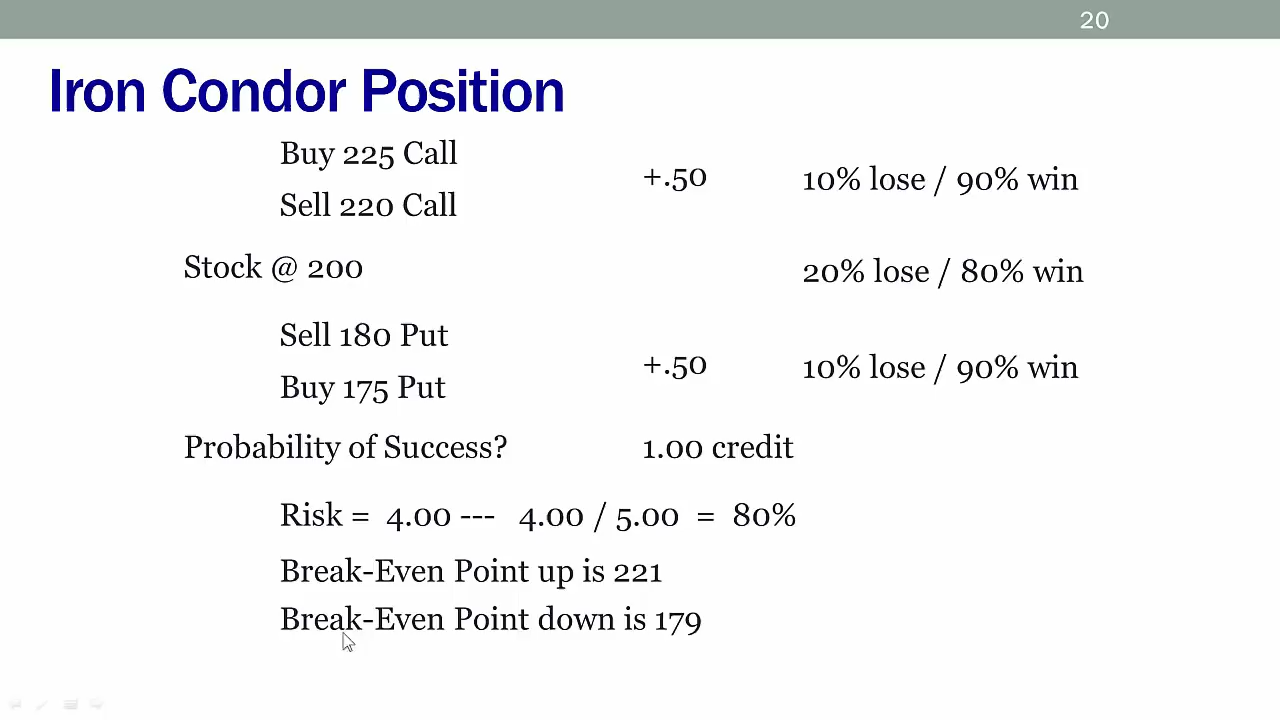 20
Iron Condor Position
Buy 225 Call
+.50 10% lose / 90% win
Sell 220 Call
Stock @ 200 20% lose / 80% win
Sell 180 Put
+.50 10% lose / 90% win
Buy 175 Put
Probability of Success? 1.00 credit
Risk = 4.00 --- 4.00 / 5.00 = 80%
Break-Even Point up is 221
Break-Even Point down is 179